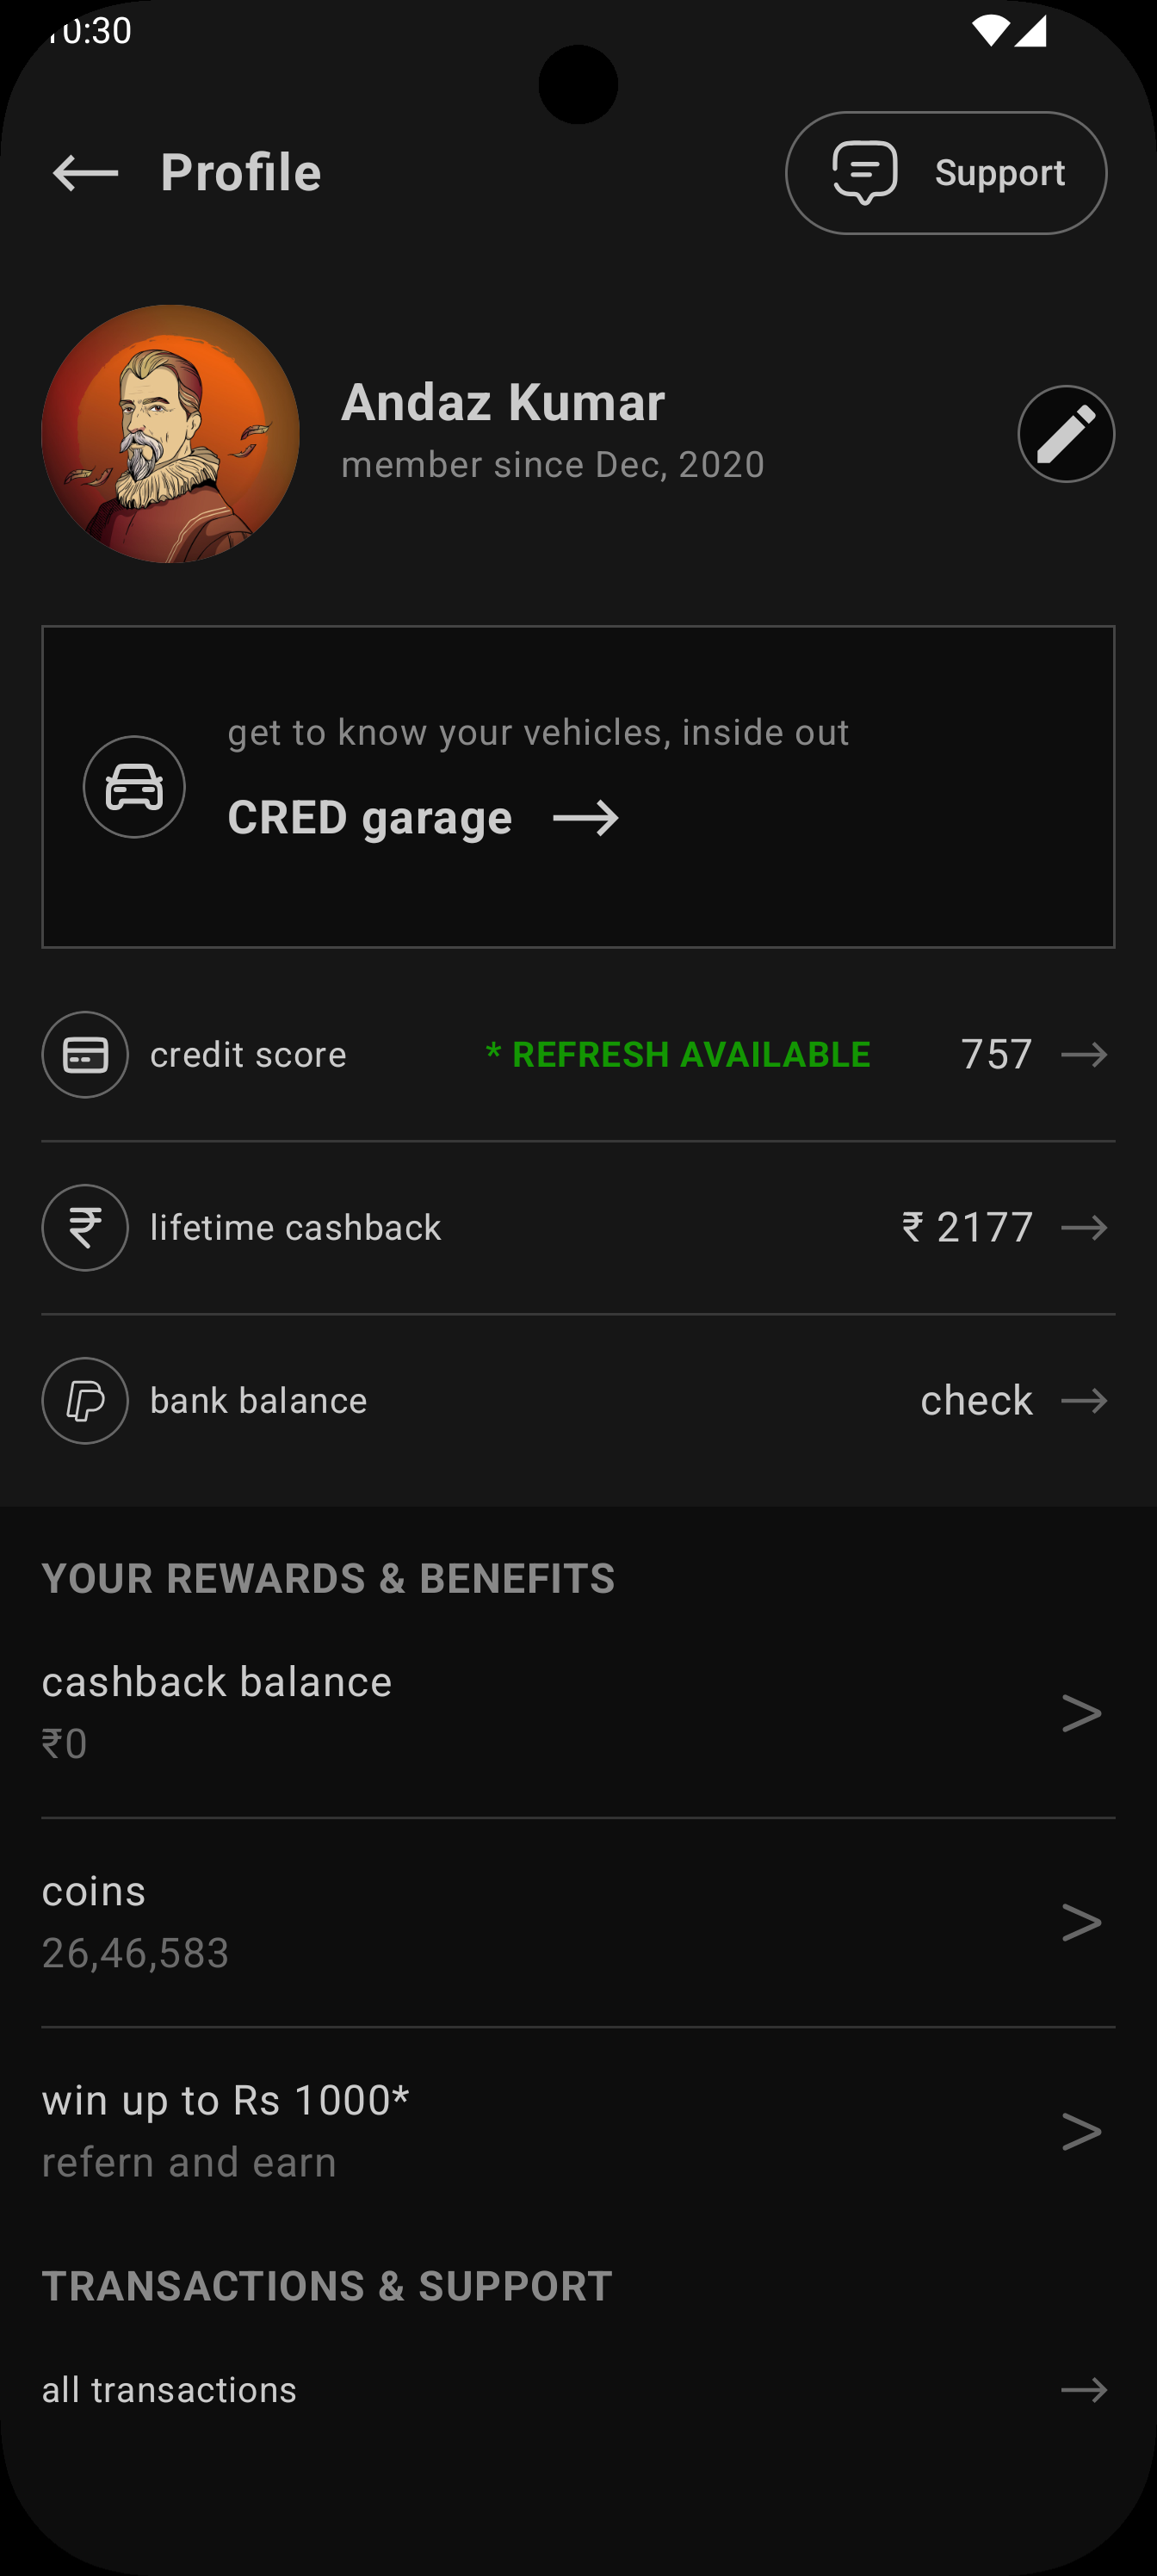 10:30
Profile
Support
Andaz Kumar
member since Dec, 2020
get to know your vehicles, inside out
CRED garage
credit score * REFRESH AVAILABLE 757
lifetime cashback ₹ 2177
bank balance check
YOUR REWARDS & BENEFITS
cashback balance
₹0
coins
26,46,583
win up to Rs 1000*
refern and earn
TRANSACTIONS & SUPPORT
all transactions